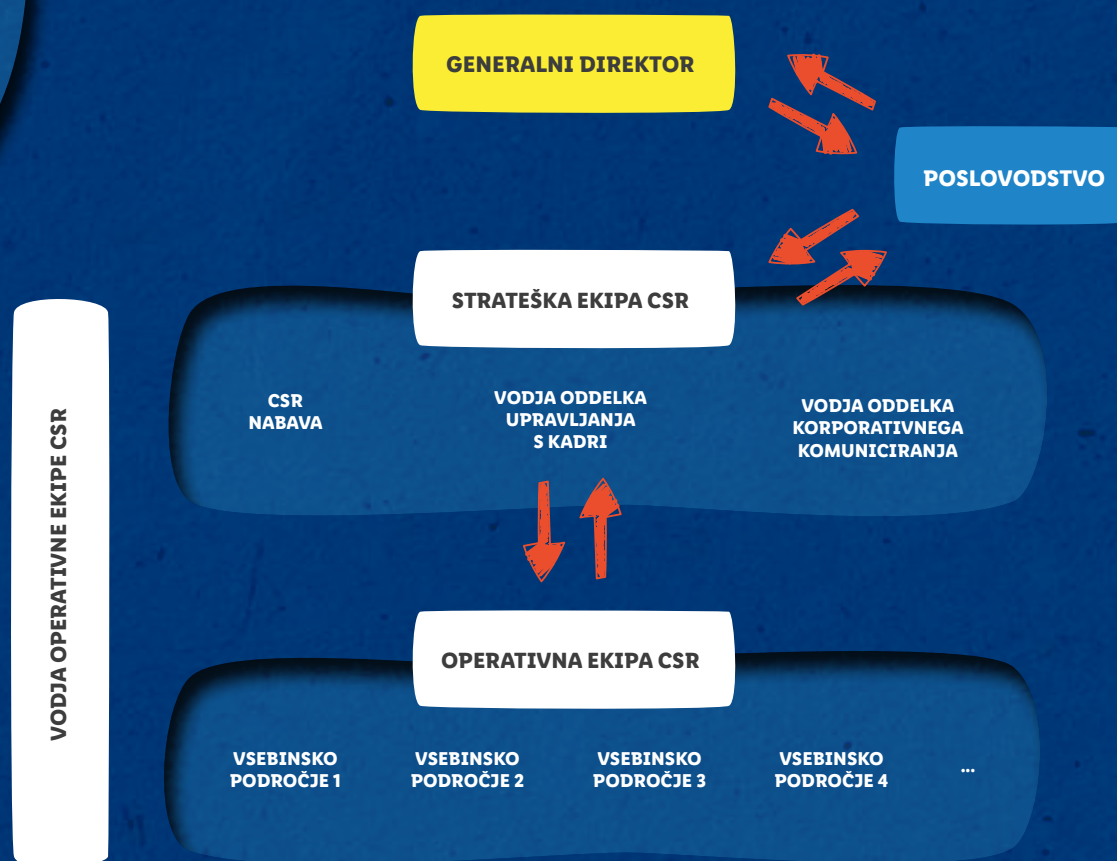 GENERALNI DIREKTOR
POSLOVODSTVO
STRATEŠKA EKIPA CSR
CSR
NABAVA
VODJA ODDELKA
UPRAVLJANJA
S KADRI
VODJA ODDELKA
KORPORATIVNEGA
KOMUNICIRANJA
VODJA OPERATIVNE EKIPE CSR
OPERATIVNA EKIPA CSR
VSEBINSKO
PODROČJE 1
VSEBINSKO
PODROČJE 2
VSEBINSKO
PODROČJE 3
VSEBINSKO
PODROČJE 4
...